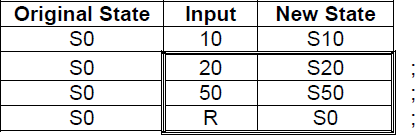 Original State Input New State
S0 10 S10
S0 20 S20 ;
S0 50 S50 ;
S0 R S0 ;